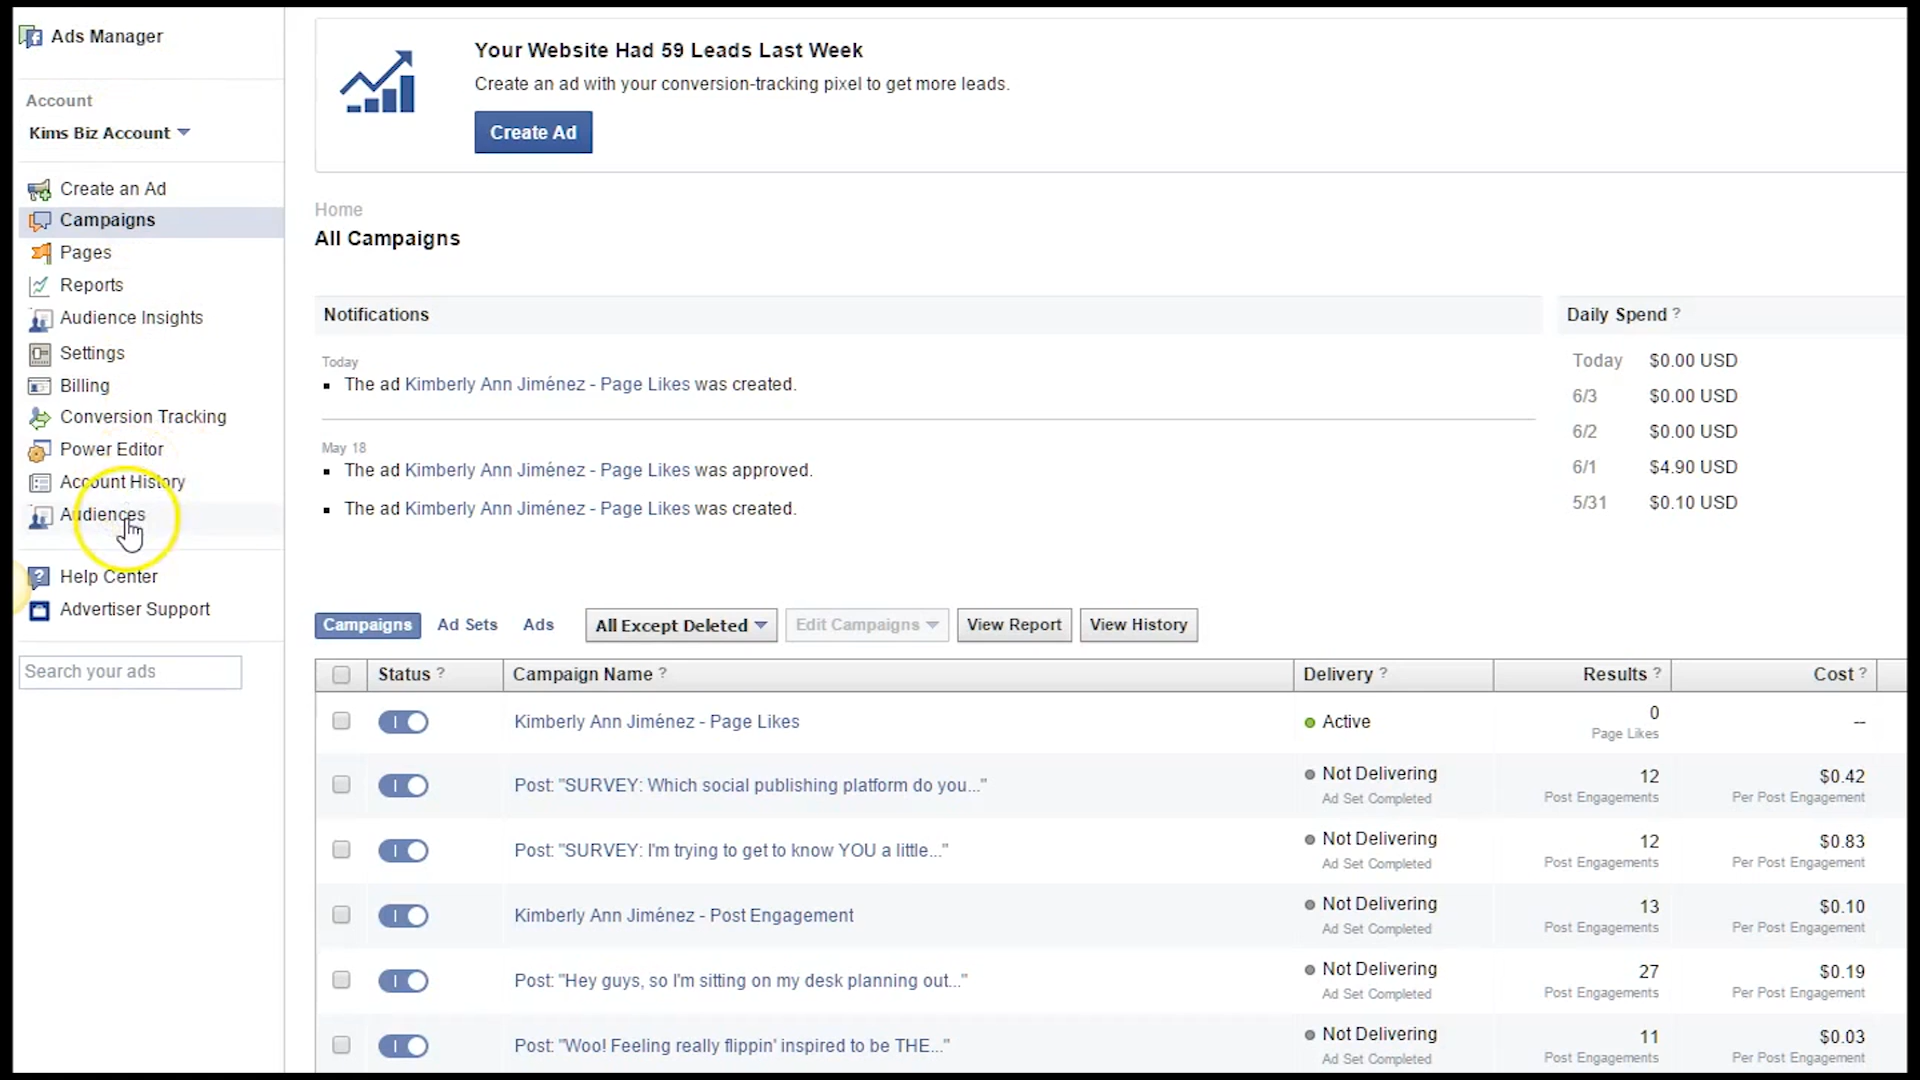 Ads Manager
Account
Kims Biz Account
Create an Ad
Campaigns
Pages
Reports
Audience Insights
Settings
Billing
Conversion Tracking
Power Editor
Account History
Audiences
Help Center
Advertiser Support
Search your ads
Your Website Had 59 Leads Last Week
Create an ad with your conversion-tracking pixel to get more leads.
Create Ad
Home
All Campaigns
Notifications
Today
The ad Kimberly Ann Jiménez - Page Likes was created.
May 18
The ad Kimberly Ann Jiménez - Page Likes was approved.
The ad Kimberly Ann Jiménez - Page Likes was created.
Daily Spend ?
Today $0.00 USD
6/3 $0.00 USD
6/2 $0.00 USD
6/1 $4.90 USD
5/31 $0.10 USD
Campaigns Ad Sets Ads All Except Deleted Edit Campaigns View Report View History
Status ? Campaign Name ? Delivery ? Results ? Cost ?
Kimberly Ann Jiménez - Page Likes Active 0 --
Page Likes
Post: "SURVEY: Which social publishing platform do you..." Not Delivering 12 $0.42
Ad Set Completed Post Engagements Per Post Engagement
Post: "SURVEY: I'm trying to get to know YOU a little..." Not Delivering 12 $0.83
Ad Set Completed Post Engagements Per Post Engagement
Kimberly Ann Jiménez - Post Engagement Not Delivering 13 $0.10
Ad Set Completed Post Engagements Per Post Engagement
Post: "Hey guys, so I'm sitting on my desk planning out..." Not Delivering 27 $0.19
Ad Set Completed Post Engagements Per Post Engagement
Post: "Woo! Feeling really flippin' inspired to be THE..." Not Delivering 11 $0.03
Ad Set Completed Post Engagements Per Post Engagement